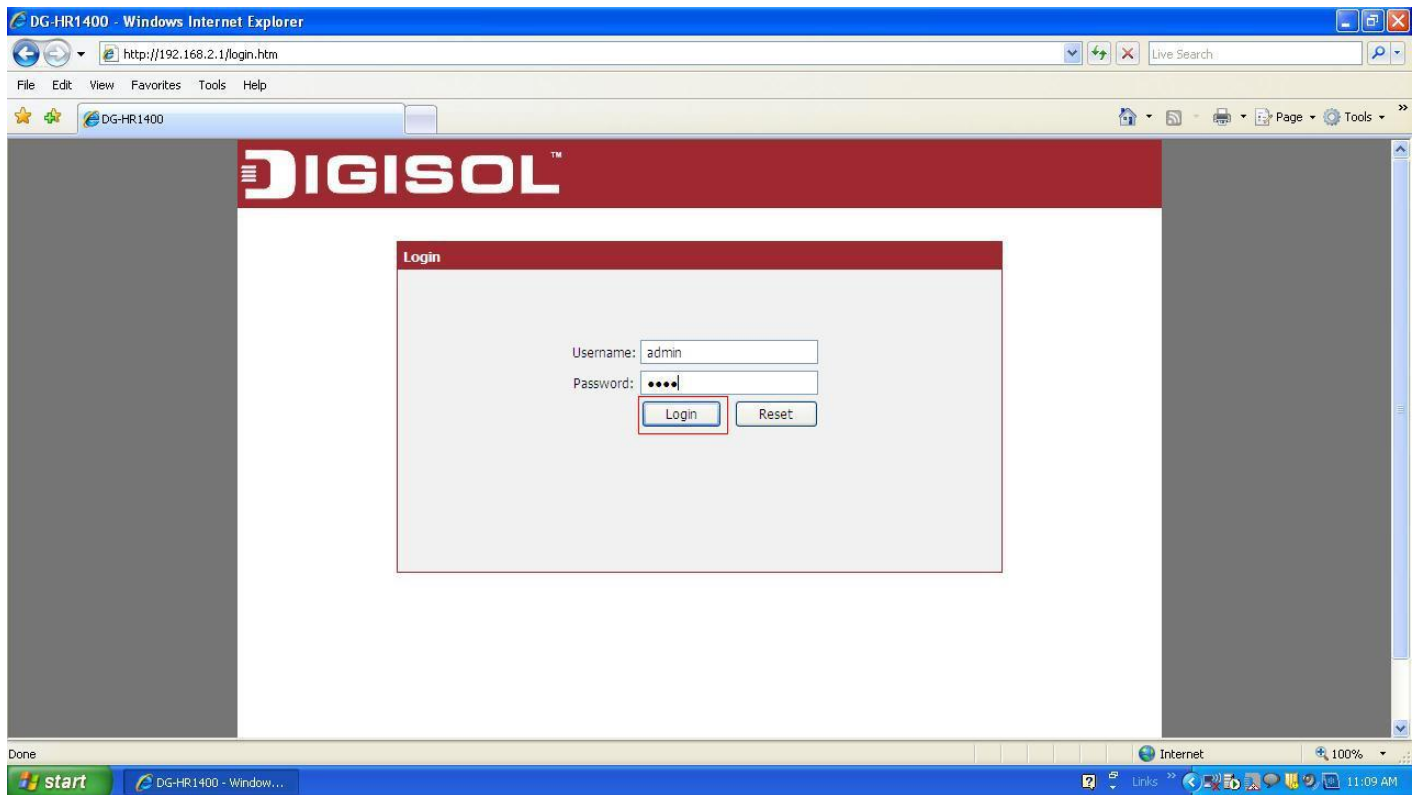 DG-HR1400 - Windows Internet Explorer
http://192.168.2.1/login.htm
Live Search
File Edit View Favorites Tools Help
DG-HR1400
Page Tools »
DIGISOL™
Login
Username: admin
Password: ••••
Login Reset
Done
Internet
100%
start
DG-HR1400 - Window...
Links »
11:09 AM